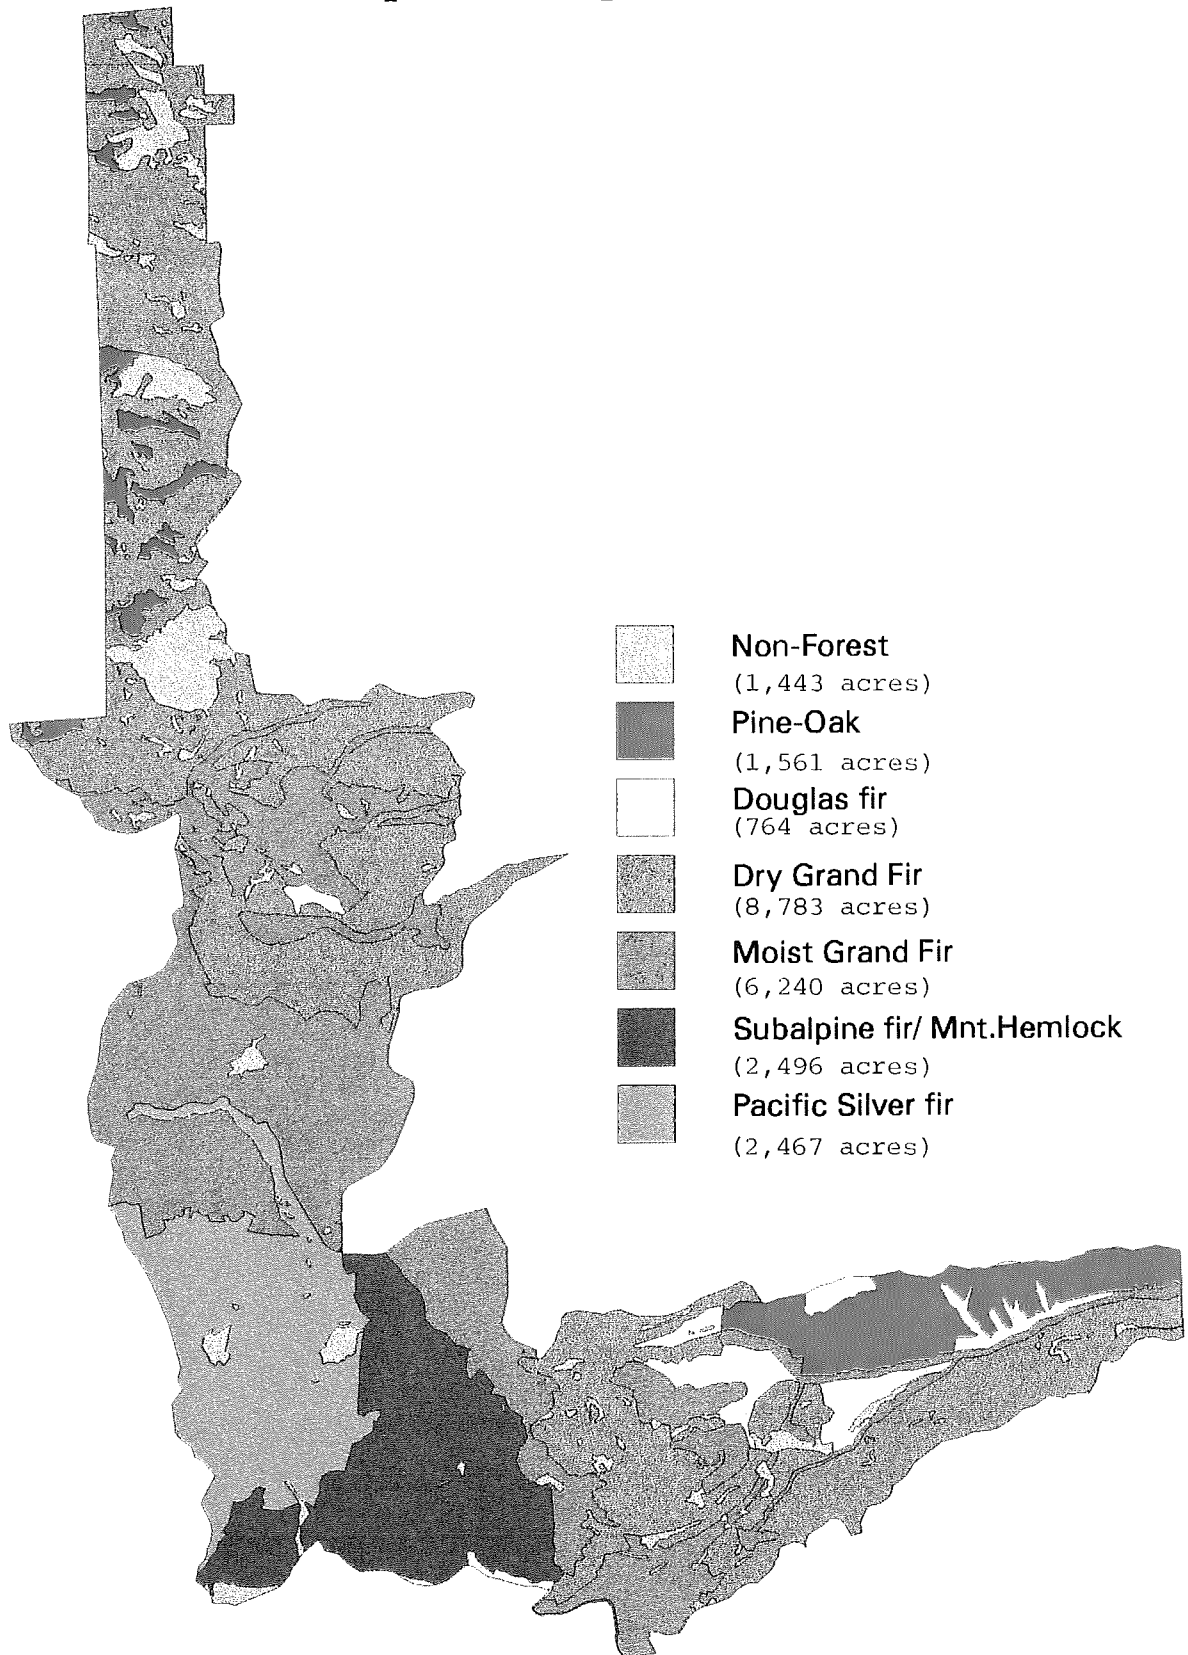 Non-Forest
(1,443 acres)
Pine-Oak
(1,561 acres)
Douglas fir
(764 acres)
Dry Grand Fir
(8,783 acres)
Moist Grand Fir
(6,240 acres)
Subalpine fir/ Mnt.Hemlock
(2,496 acres)
Pacific Silver fir
(2,467 acres)